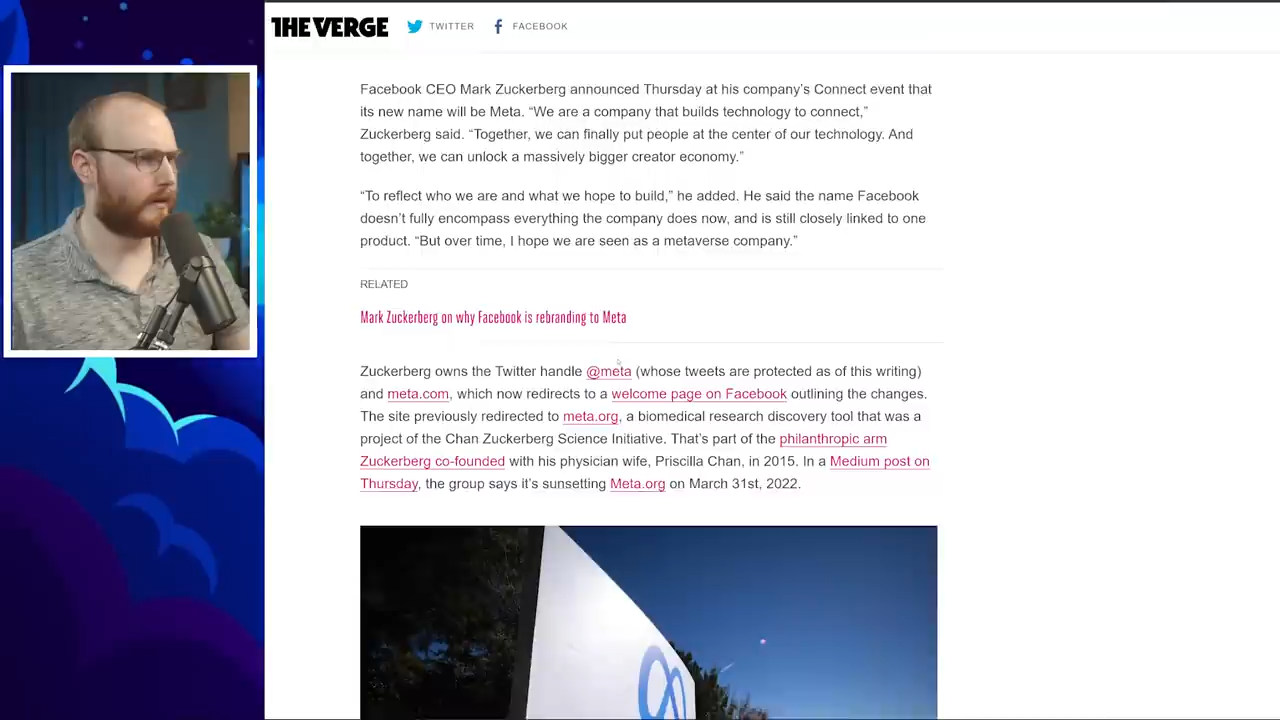 THE VERGE TWITTER FACEBOOK
Facebook CEO Mark Zuckerberg announced Thursday at his company’s Connect event that
its new name will be Meta. “We are a company that builds technology to connect,”
Zuckerberg said. “Together, we can finally put people at the center of our technology. And
together, we can unlock a massively bigger creator economy.”
“To reflect who we are and what we hope to build,” he added. He said the name Facebook
doesn’t fully encompass everything the company does now, and is still closely linked to one
product. “But over time, I hope we are seen as a metaverse company.”
RELATED
Mark Zuckerberg on why Facebook is rebranding to Meta
Zuckerberg owns the Twitter handle @meta (whose tweets are protected as of this writing)
and meta.com, which now redirects to a welcome page on Facebook outlining the changes.
The site previously redirected to meta.org, a biomedical research discovery tool that was a
project of the Chan Zuckerberg Science Initiative. That’s part of the philanthropic arm
Zuckerberg co-founded with his physician wife, Priscilla Chan, in 2015. In a Medium post on
Thursday, the group says it’s sunsetting Meta.org on March 31st, 2022.